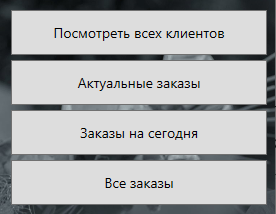 Посмотреть всех клиентов
Актуальные заказы
Заказы на сегодня
Все заказы